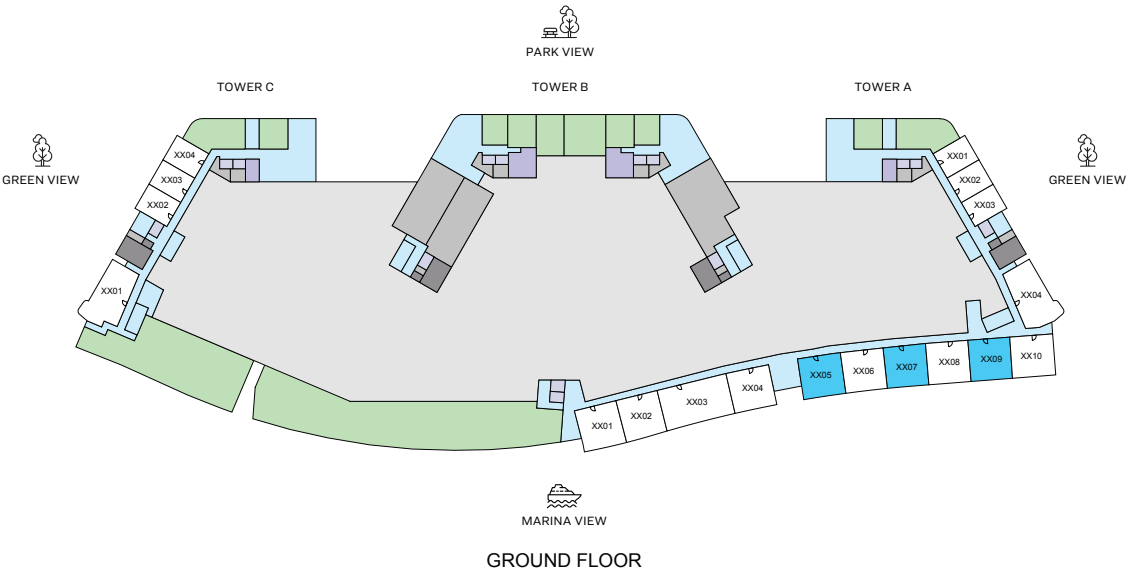 PARK VIEW
TOWER C
TOWER B
TOWER A
GREEN VIEW
GREEN VIEW
XX04
XX03
XX02
XX01
XX01
XX02
XX03
XX04
XX01
XX02
XX03
XX04
XX05
XX06
XX07
XX08
XX09
XX10
MARINA VIEW
GROUND FLOOR